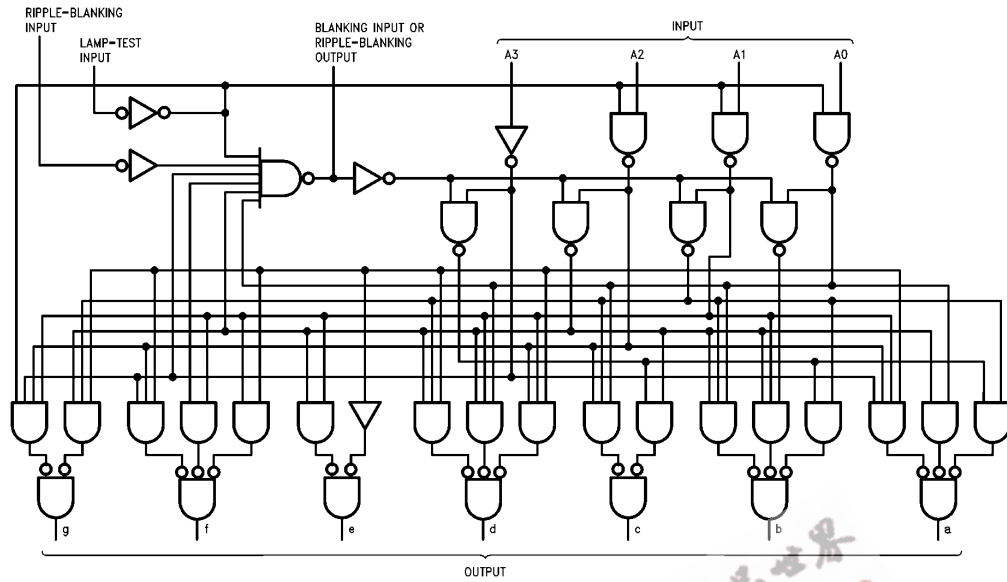 RIPPLE-BLANKING
INPUT
LAMP-TEST
INPUT
BLANKING INPUT OR
RIPPLE-BLANKING
OUTPUT
INPUT
A3
A2
A1
A0
g
f
e
d
c
b
a
OUTPUT